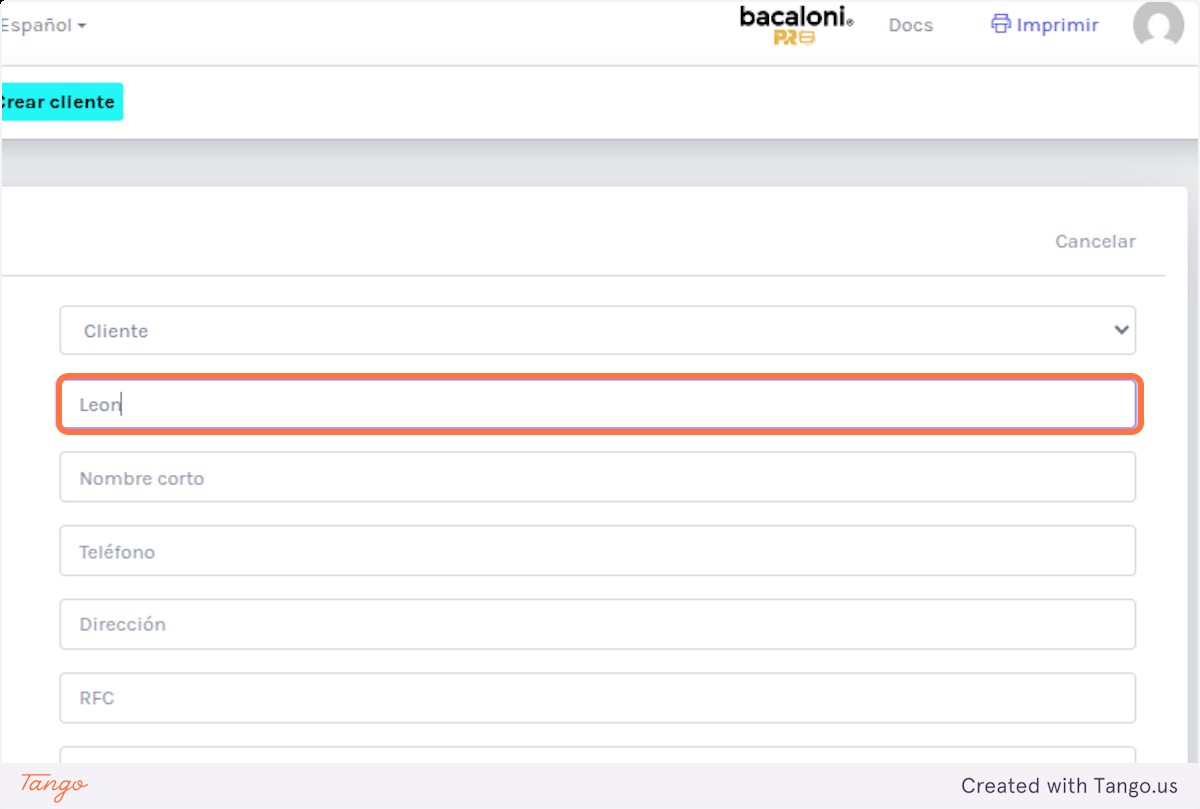 Español
bacaloni®
PRO
Docs
Imprimir
Crear cliente
Cancelar
Cliente
Leon
Nombre corto
Teléfono
Dirección
RFC
Tango
Created with Tango.us